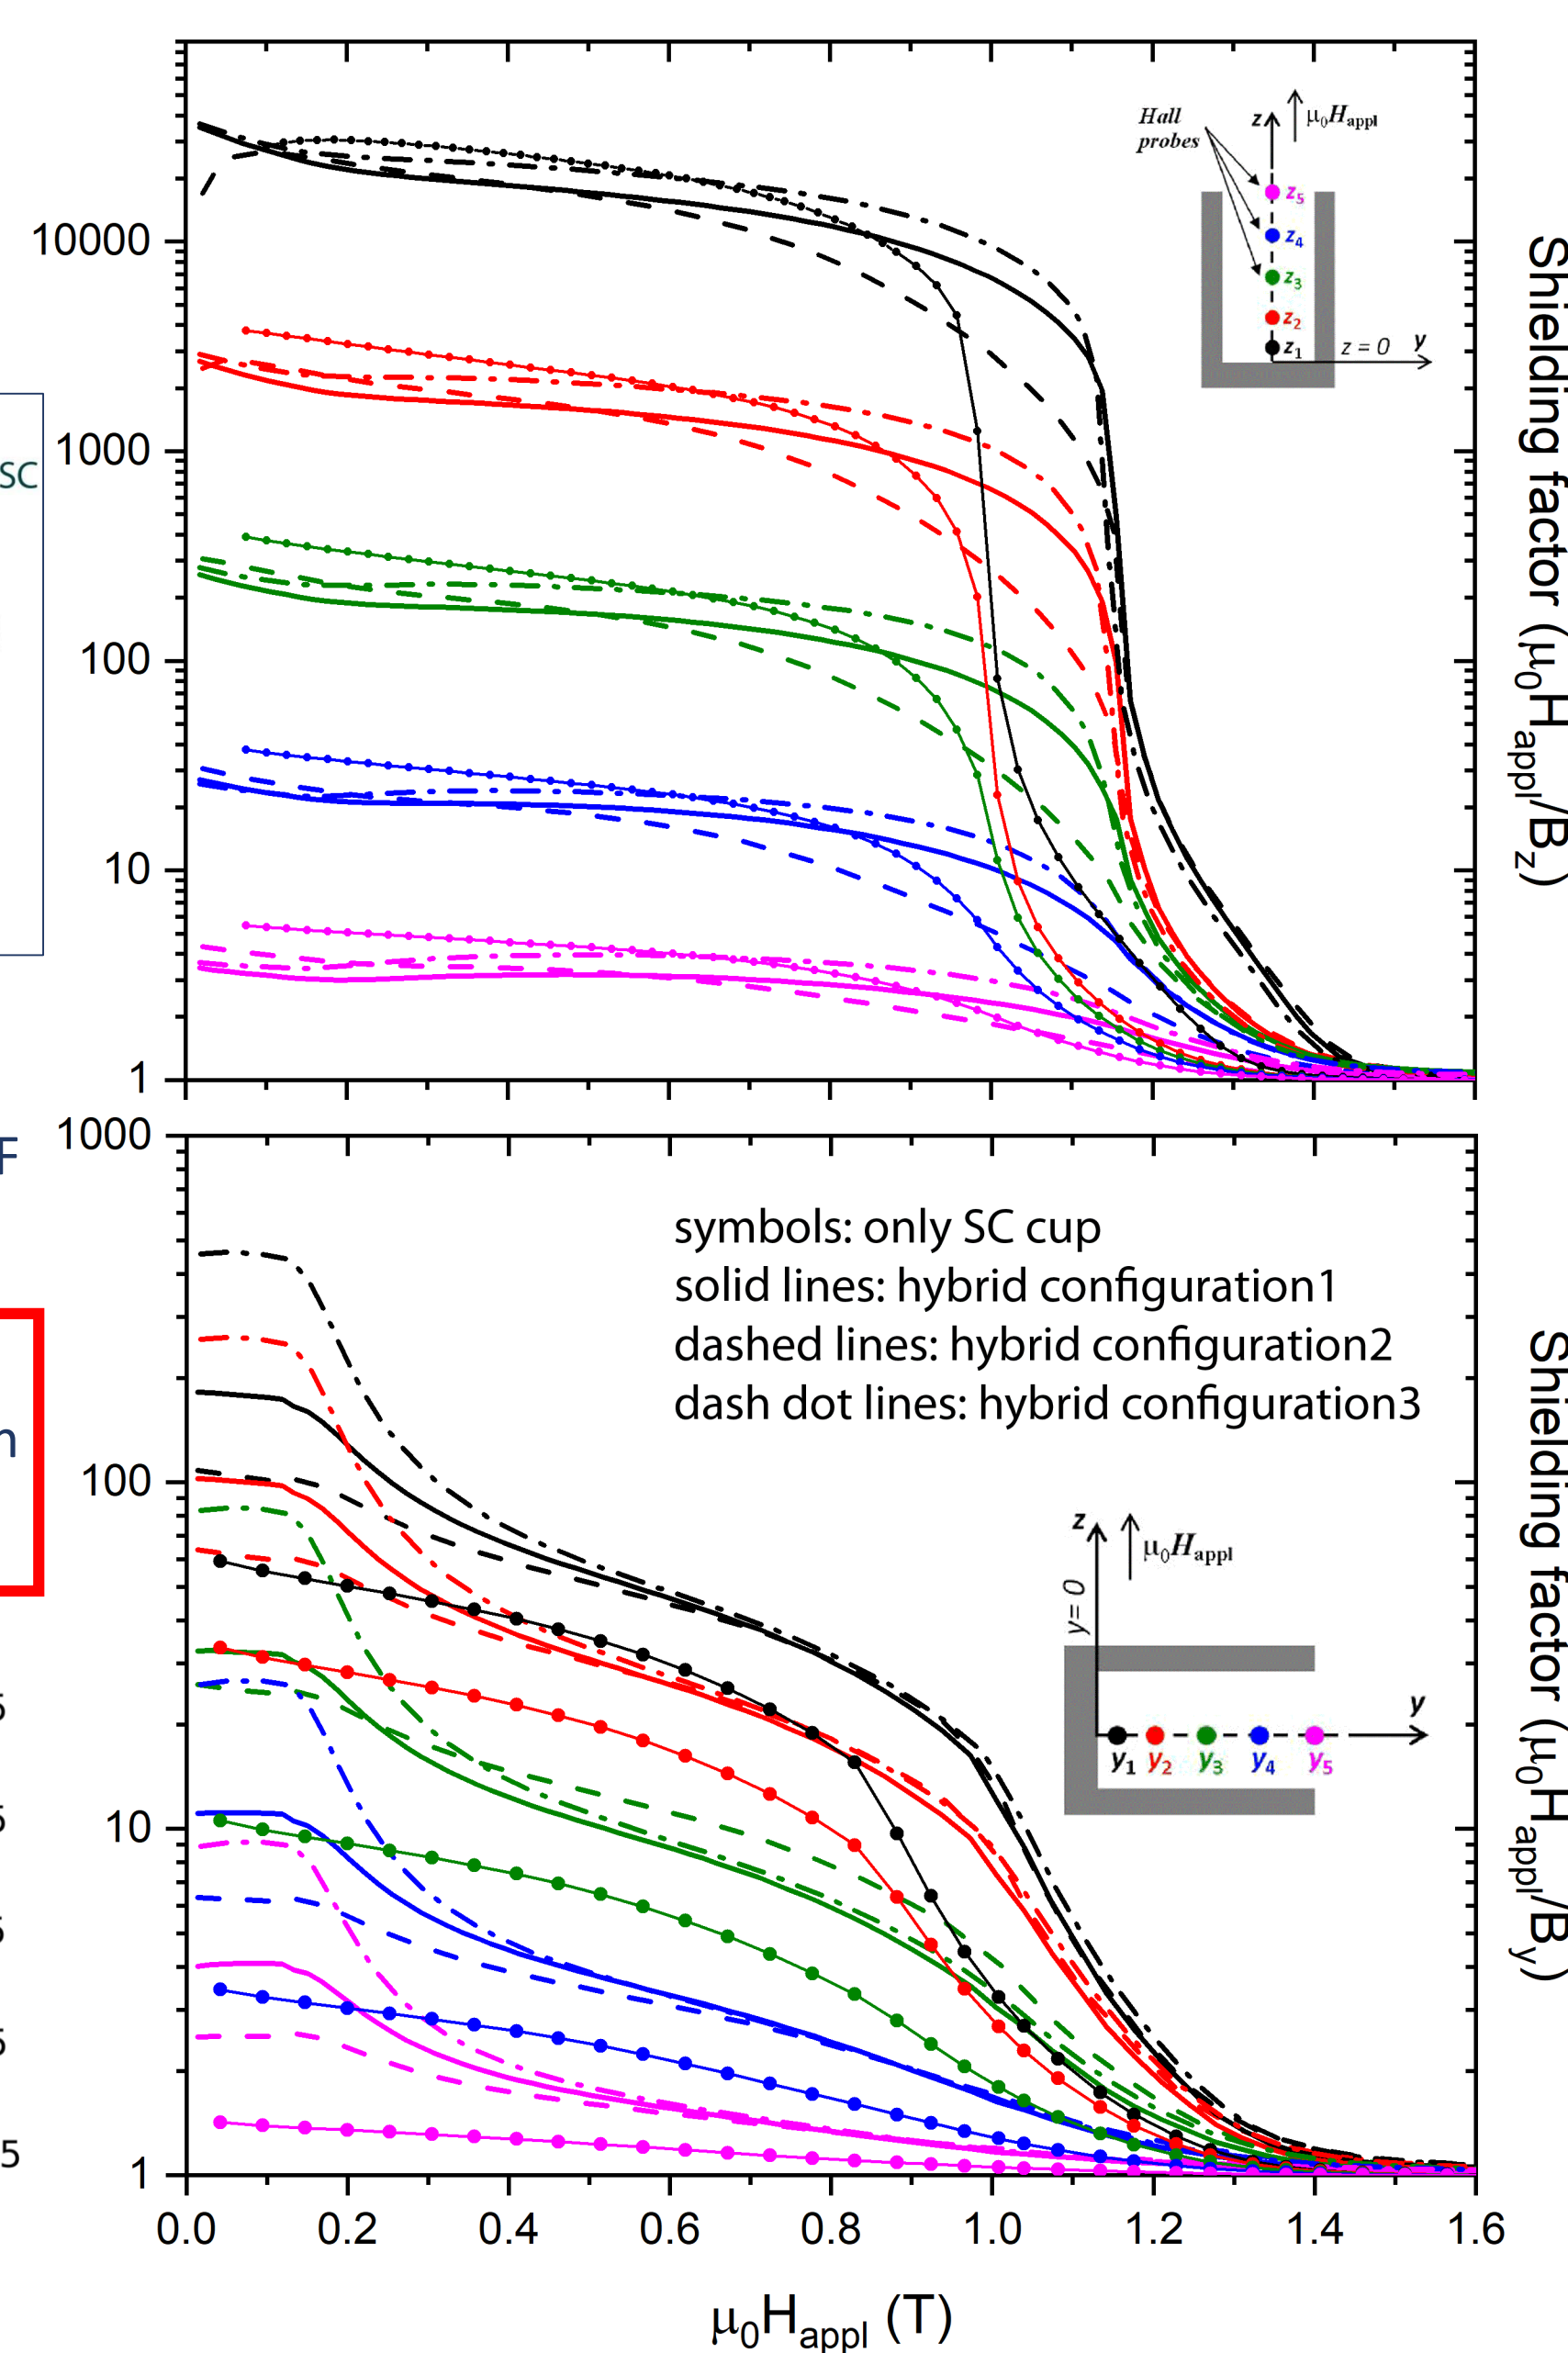 10000
1000
100
10
1
Hall
probes
z
μ0Happl
z5
z4
z3
z2
z1
z = 0
y
Shielding factor (μ0Happl/Bz)
SC
1000
100
10
1
symbols: only SC cup
solid lines: hybrid configuration1
dashed lines: hybrid configuration2
dash dot lines: hybrid configuration3
z
μ0Happl
y= 0
y
y1 y2 y3 y4 y5
Shielding factor (μ0Happl/By)
F
0.0 0.2 0.4 0.6 0.8 1.0 1.2 1.4 1.6
μ0Happl (T)